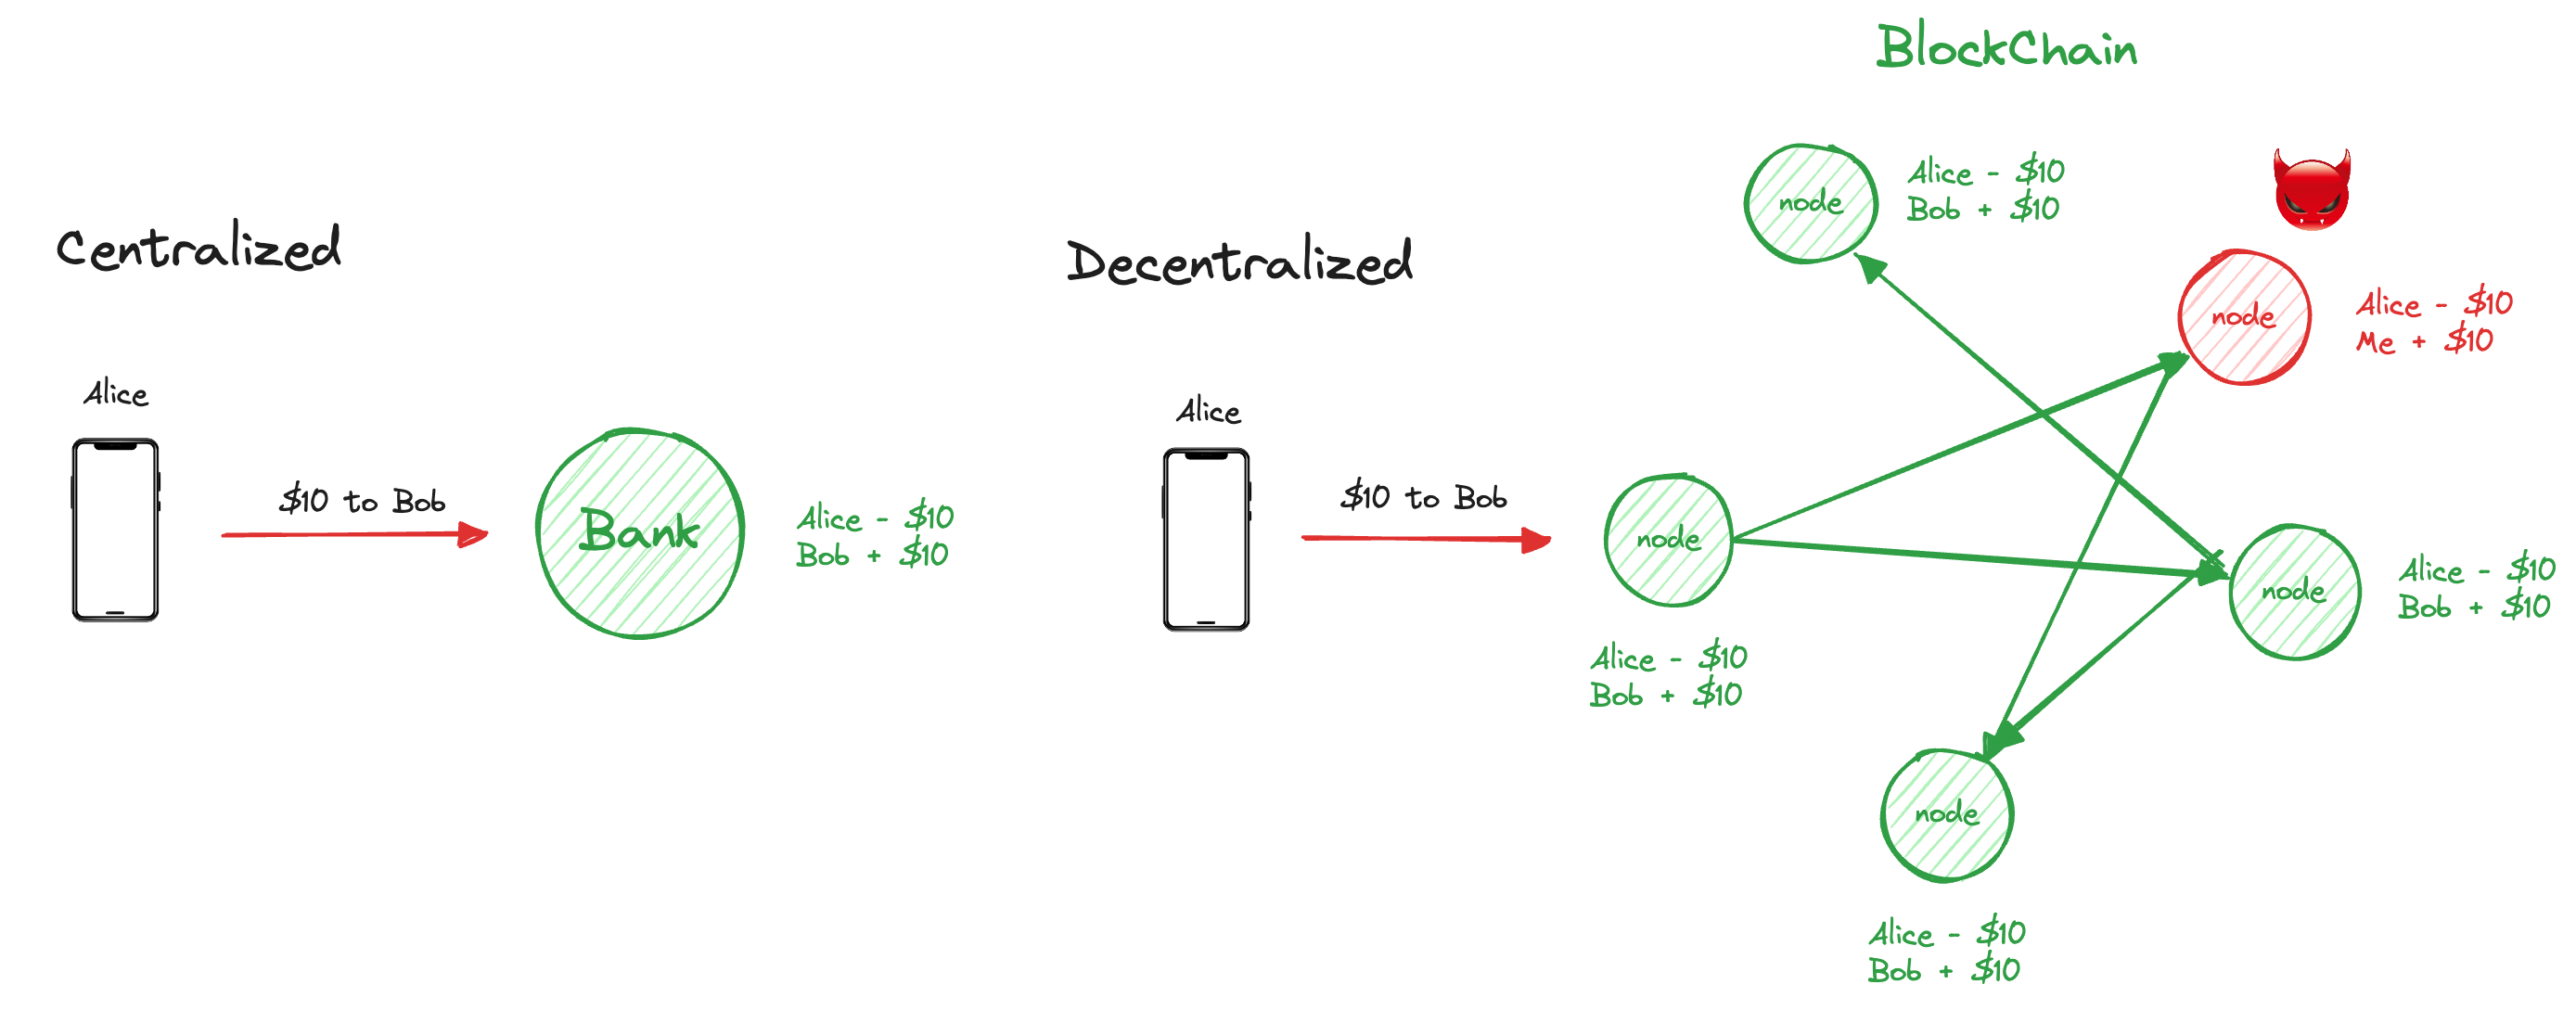 Centralized
Alice
$10 to Bob
Bank
Alice - $10
Bob + $10
Decentralized
Alice
$10 to Bob
BlockChain
node
Alice - $10
Bob + $10
node
Alice - $10
Me + $10
node
Alice - $10
Bob + $10
node
Alice - $10
Bob + $10
node
Alice - $10
Bob + $10